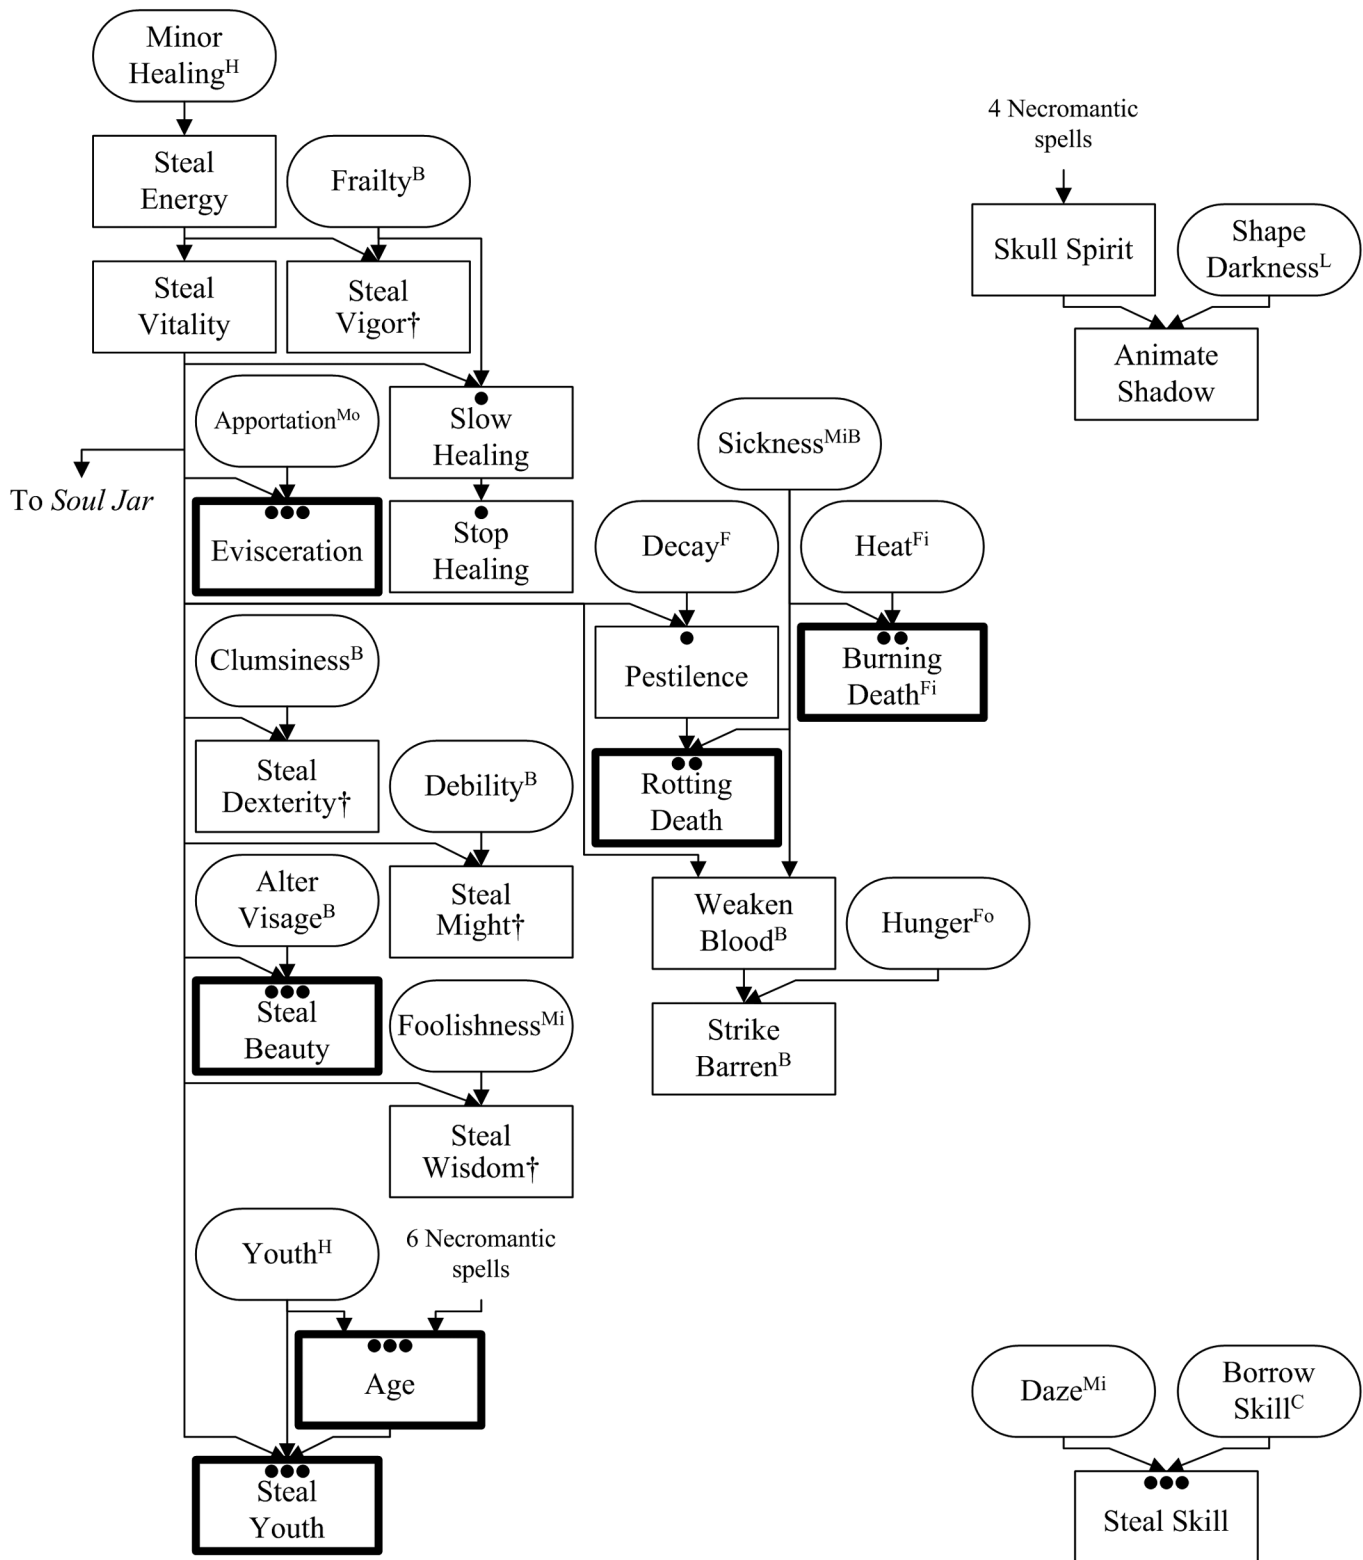 Minor
Healing^H
Steal
Energy
Frailty^B
Steal
Vitality
Steal
Vigor†
4 Necromantic
spells
Skull Spirit
Shape
Darkness^L
Animate
Shadow
Apportation^Mo
Slow
Healing
To Soul Jar
Evisceration
Stop
Healing
Sickness^MiB
Decay^F
Heat^Fi
Clumsiness^B
Pestilence
Burning
Death^Fi
Steal
Dexterity†
Debility^B
Rotting
Death
Alter
Visage^B
Steal
Might†
Weaken
Blood^B
Hunger^Fo
Steal
Beauty
Foolishness^Mi
Strike
Barren^B
Steal
Wisdom†
Youth^H
6 Necromantic
spells
Age
Steal
Youth
Daze^Mi
Borrow
Skill^C
Steal Skill